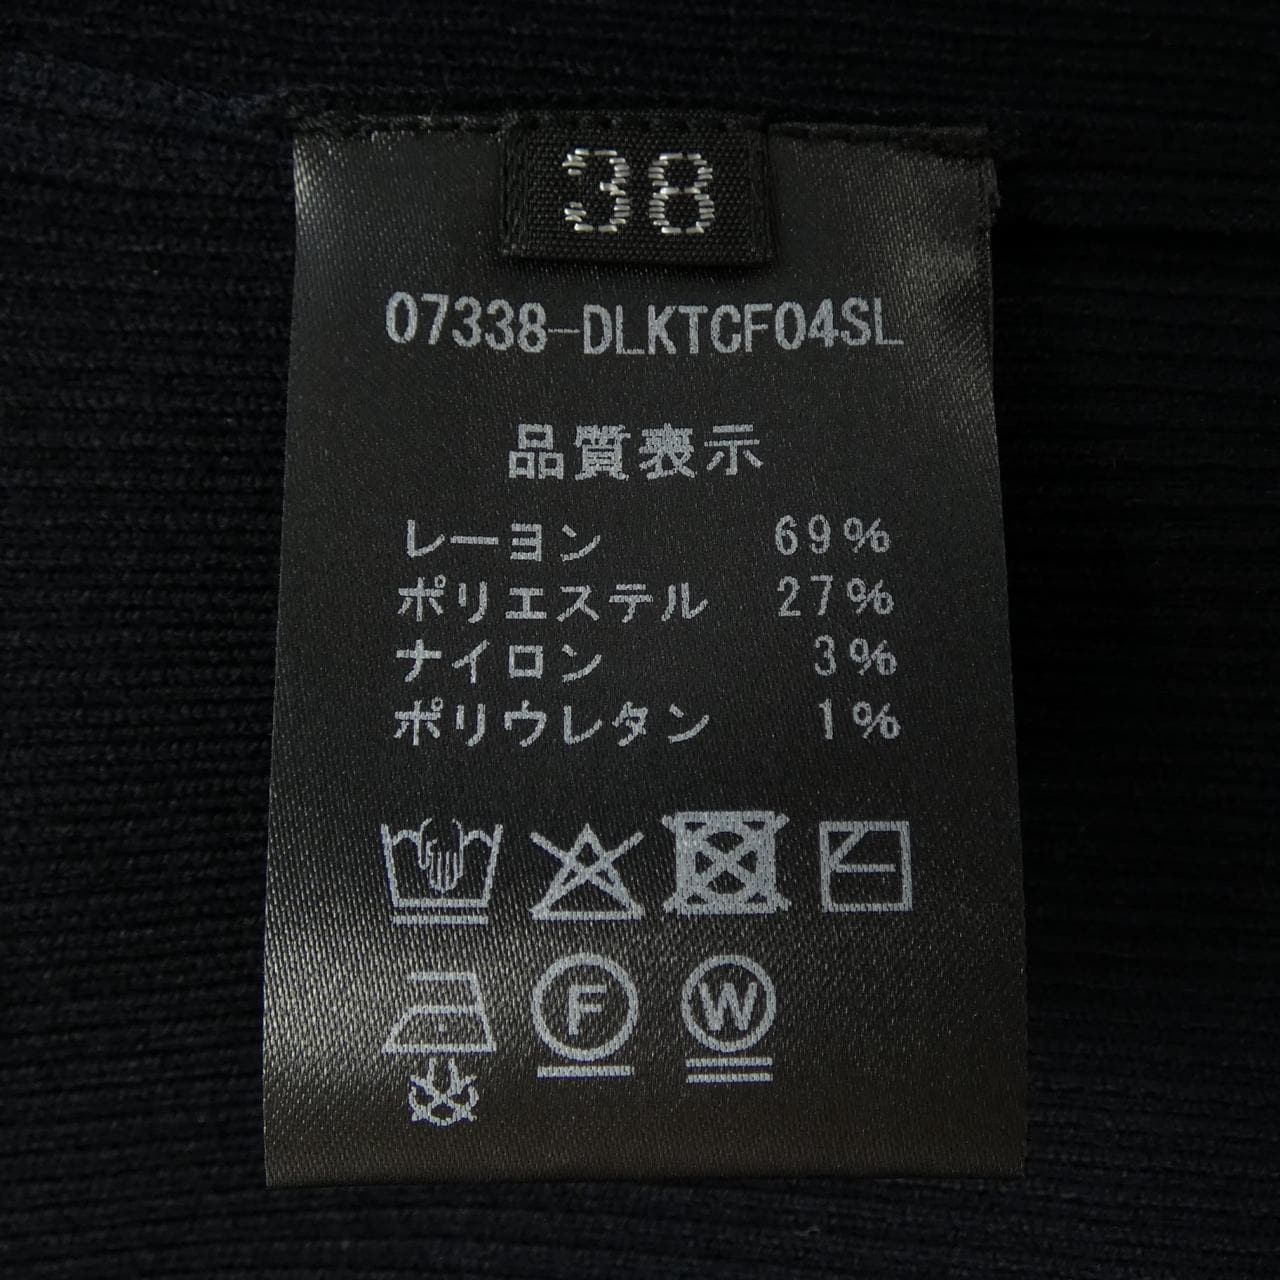 38
07338-DLKTCF04SL
品質表示
レーヨン 69%
ポリエステル 27%
ナイロン 3%
ポリウレタン 1%
F W